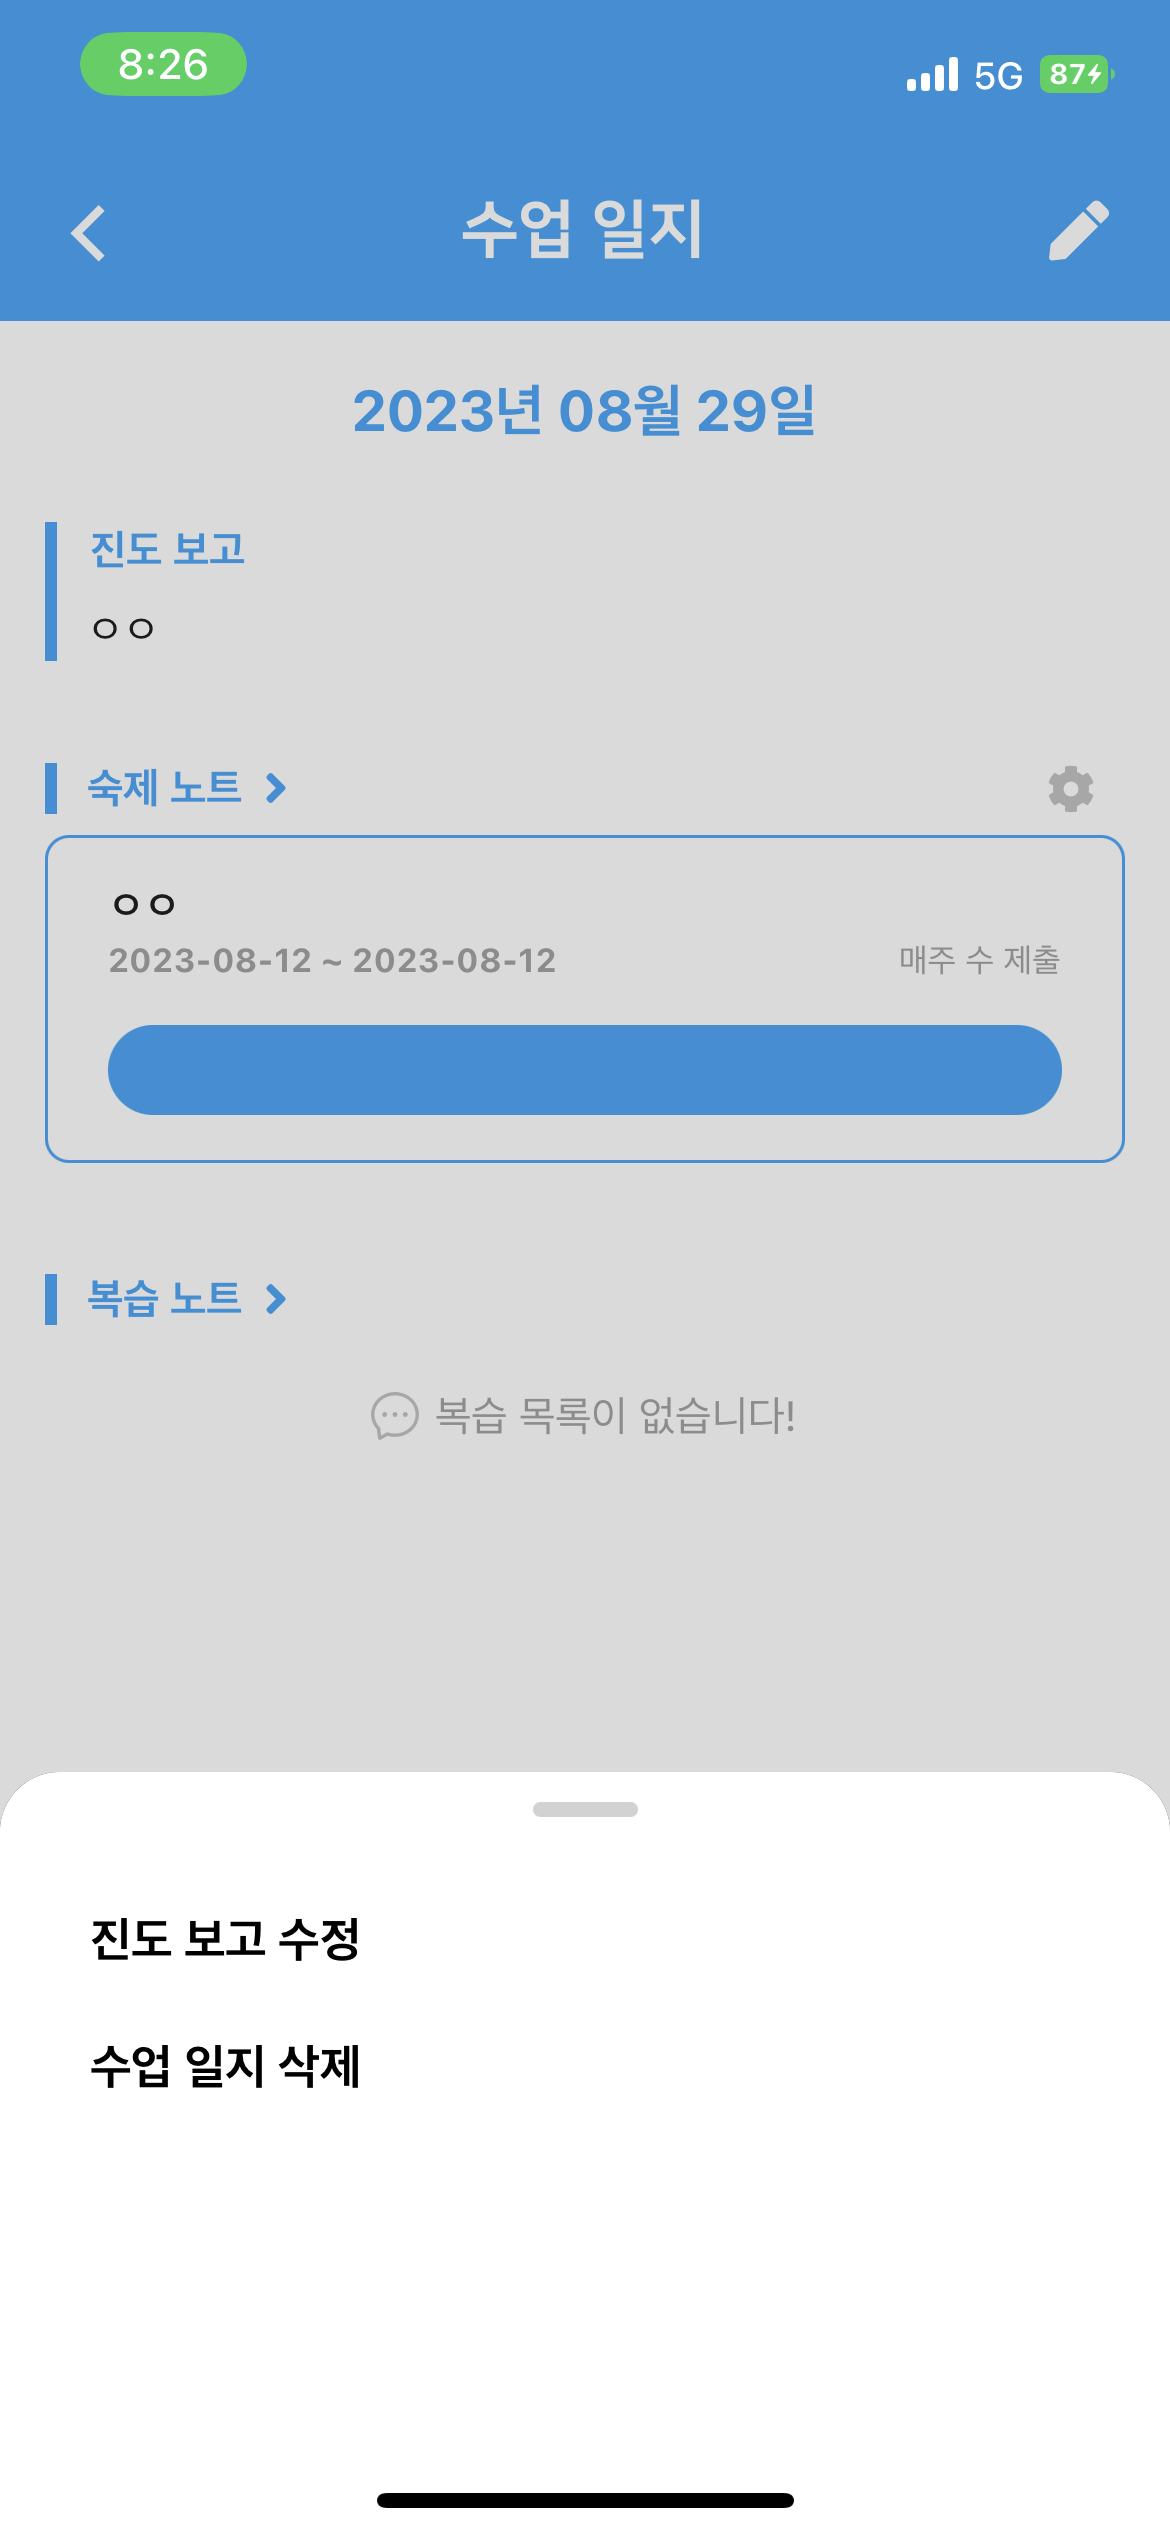 8:26
5G 87
수업 일지
2023년 08월 29일
진도 보고
ㅇㅇ
숙제 노트
ㅇㅇ
2023-08-12 ~ 2023-08-12 매주 수 제출
복습 노트
복습 목록이 없습니다!
진도 보고 수정
수업 일지 삭제